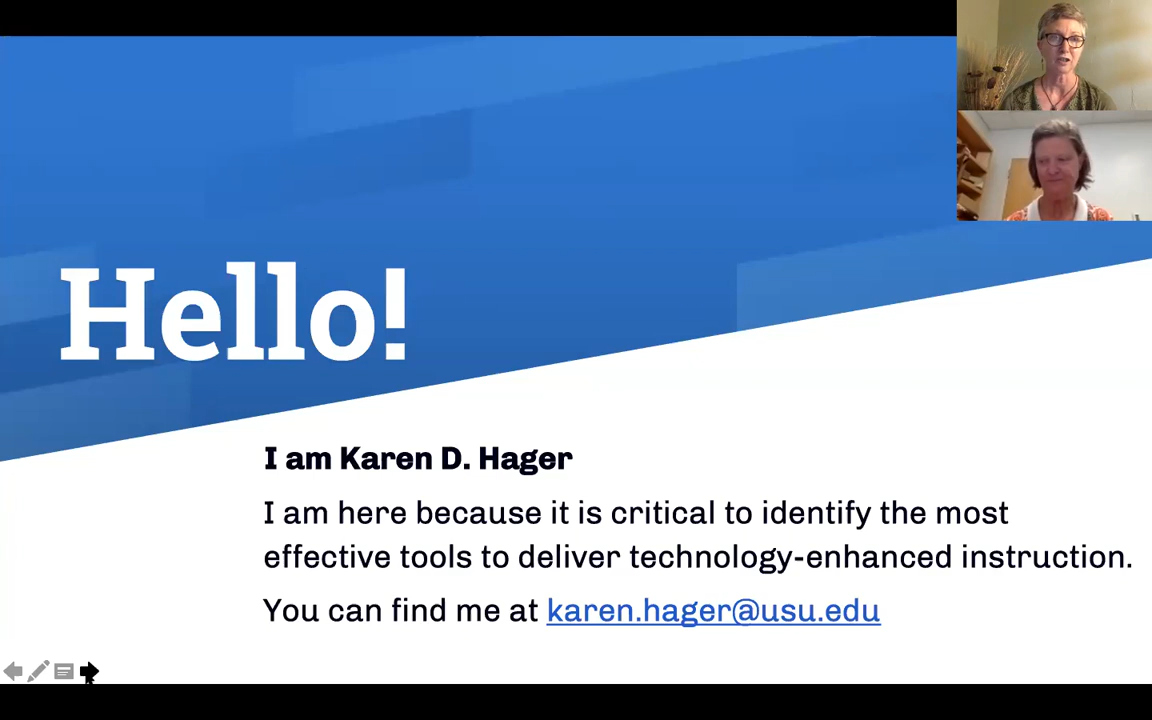 Hello!
I am Karen D. Hager
I am here because it is critical to identify the most
effective tools to deliver technology-enhanced instruction.
You can find me at karen.hager@usu.edu